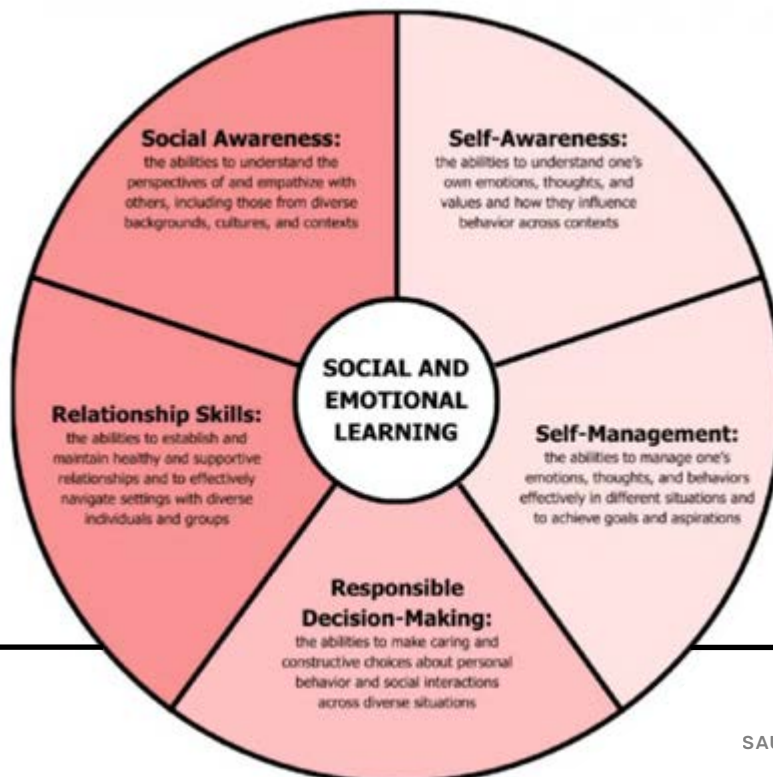 Social Awareness:
the abilities to understand the
perspectives of and empathize with
others, including those from diverse
backgrounds, cultures, and contexts
Self-Awareness:
the abilities to understand one's
own emotions, thoughts, and
values and how they influence
behavior across contexts
SOCIAL AND
EMOTIONAL
LEARNING
Relationship Skills:
the abilities to establish and
maintain healthy and supportive
relationships and to effectively
navigate settings with diverse
individuals and groups
Self-Management:
the abilities to manage one's
emotions, thoughts, and behaviors
effectively in different situations and
to achieve goals and aspirations
Responsible
Decision-Making:
the abilities to make caring and
constructive choices about personal
behavior and social interactions
across diverse situations